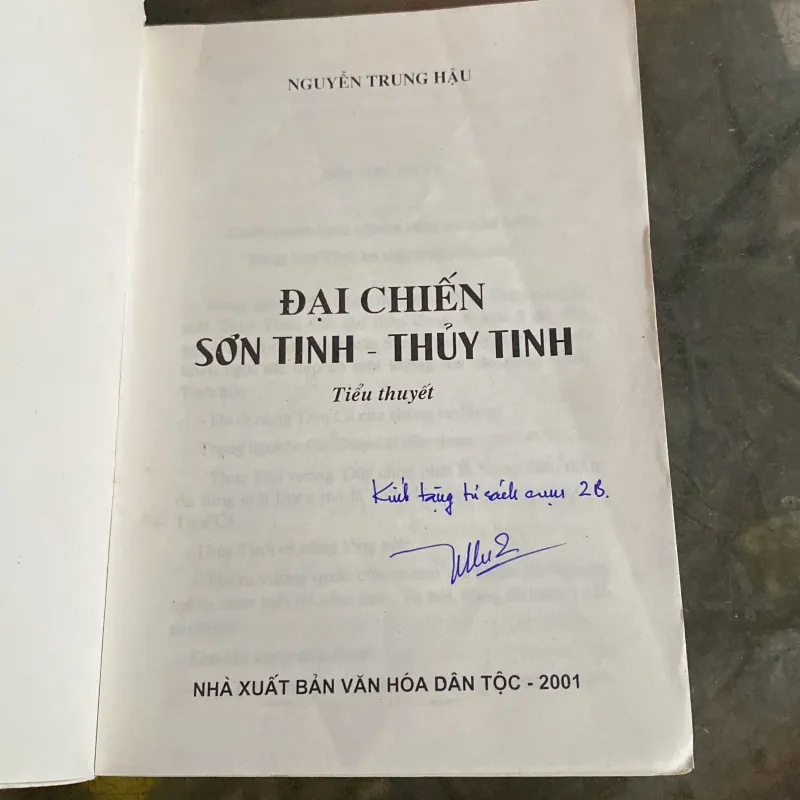 NGUYỄN TRUNG HẬU
ĐẠI CHIẾN
SƠN TINH - THỦY TINH
Tiểu thuyết
Kính tặng tủ sách cụm 2B.
NHÀ XUẤT BẢN VĂN HÓA DÂN TỘC - 2001